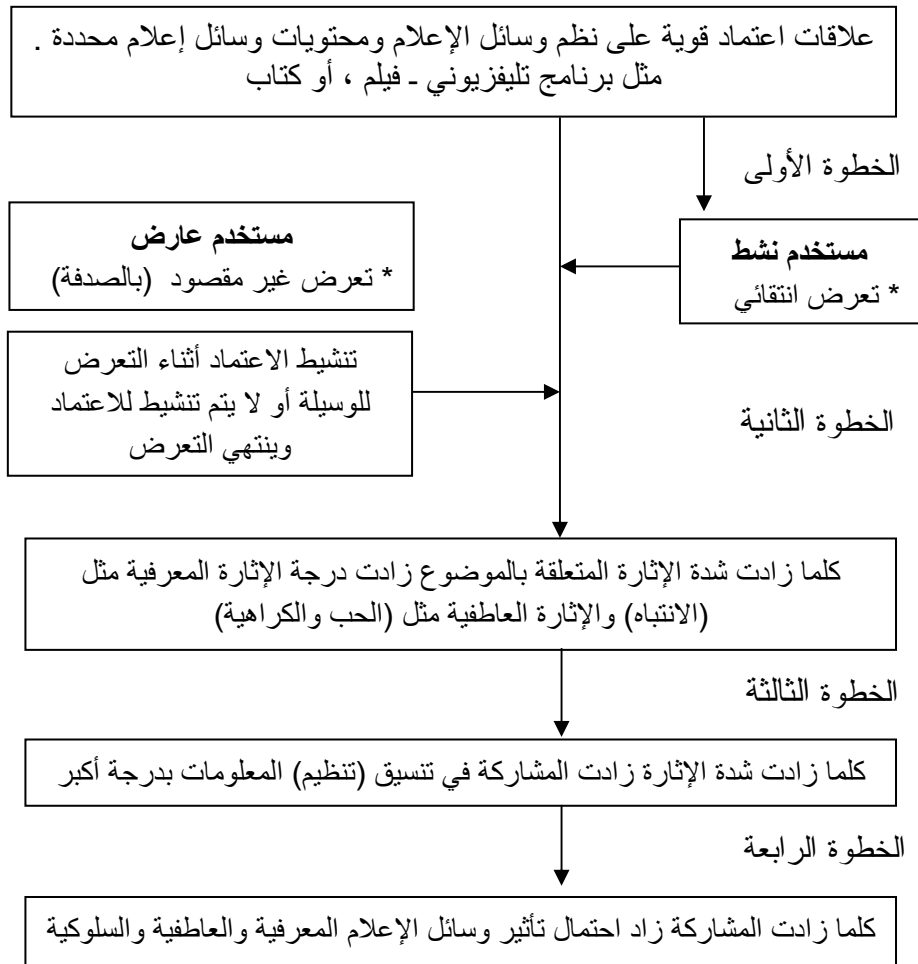 علاقات اعتماد قوية على نظم وسائل الإعلام ومحتويات وسائل إعلام محددة .
مثل برنامج تليفزيوني - فيلم ، أو كتاب
الخطوة الأولى
مستخدم نشط
* تعرض انتقائي
مستخدم عارض
* تعرض غير مقصود (بالصدفة)
تنشيط الاعتماد أثناء التعرض
للوسيلة أو لا يتم تنشيط للاعتماد
وينتهي التعرض
الخطوة الثانية
كلما زادت شدة الإثارة المتعلقة بالموضوع زادت درجة الإثارة المعرفية مثل
(الانتباه) والإثارة العاطفية مثل (الحب والكراهية)
الخطوة الثالثة
كلما زادت شدة الإثارة زادت المشاركة في تنسيق (تنظيم) المعلومات بدرجة أكبر
الخطوة الرابعة
كلما زادت المشاركة زاد احتمال تأثير وسائل الإعلام المعرفية والعاطفية والسلوكية